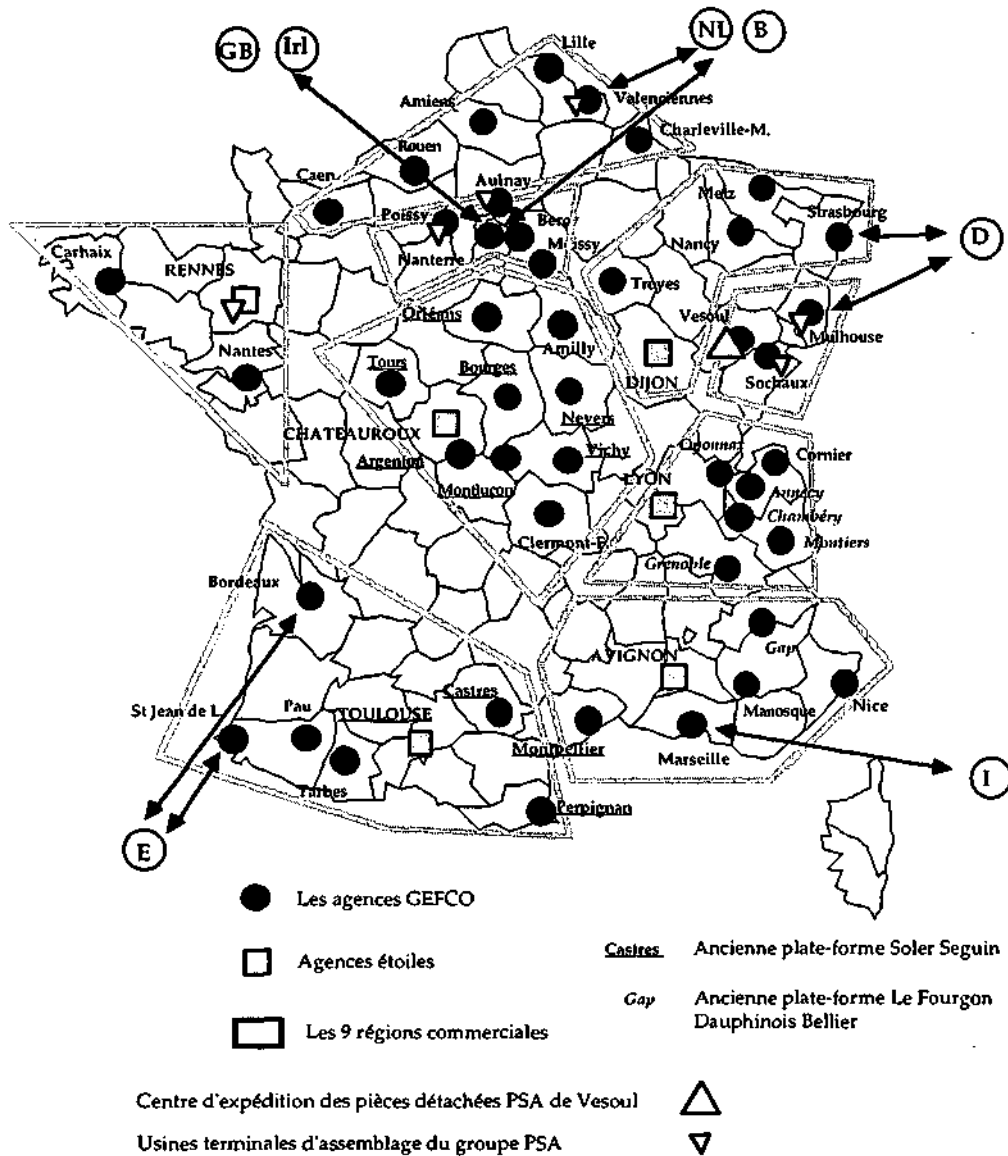 GB Irl NL B
Lille
Amiens
Valenciennes
Charleville-M.
Rouen
Caen
Aulnay
Metz
Poissy
Strasbourg
Nanterre
Nancy
D
Carhaix
RENNES
Troyes
Vesoul
Mulhouse
Amilly
Nantes
Tours
Bourges
DIJON
Sochaux
Nevers
CHATEAUROUX
Vichy
Argenton
Cornier
LYON
Annecy
Montluçon
Chambéry
Clermont-F.
Moutiers
Grenoble
Bordeaux
AVIGNON
Gap
Castres
St Jean de L.
Pau
TOULOUSE
Manosque
Nice
Montpellier
Marseille
I
Tarbes
Perpignan
E
Les agences GEFCO
Agences étoiles
Castres Ancienne plate-forme Soler Seguin
Gap Ancienne plate-forme Le Fourgon
Dauphinois Bellier
Les 9 régions commerciales
Centre d'expédition des pièces détachées PSA de Vesoul
Usines terminales d'assemblage du groupe PSA